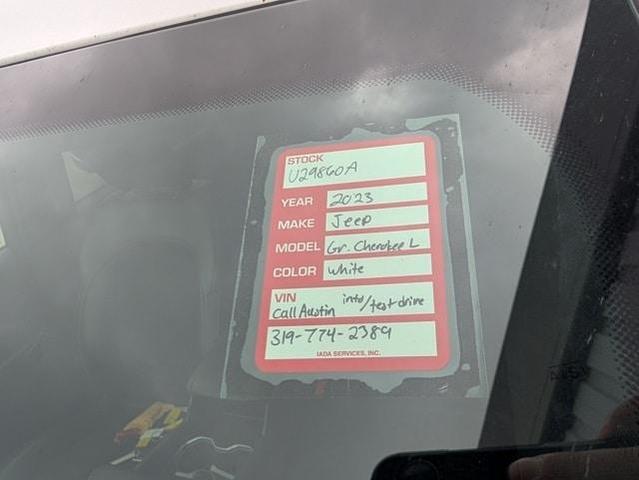 STOCK
U29860A
YEAR 2023
MAKE Jeep
MODEL Gr. Cherokee L
COLOR White
VIN
Call Austin info/test drive
319-774-2389
IADA SERVICES, INC.